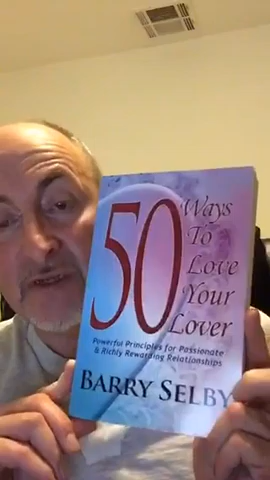 50 Ways
To
Love
Your
Lover
Powerful Principles for Passionate
& Richly Rewarding Relationships
BARRY SELBY